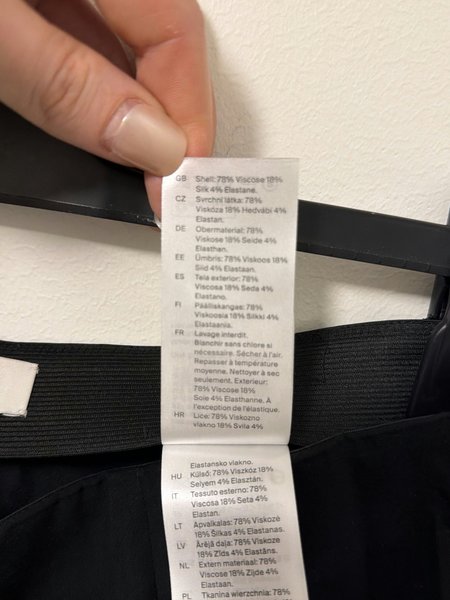 GB Shell: 78% Viscose 18%
Silk 4% Elastane.
CZ Svrchní látka: 78%
Viskóza 18% Hedvábí 4%
Elastan.
DE Obermaterial: 78%
Viskose 18% Seide 4%
Elasthan.
EE Ümbris: 78% Viskoos 18%
Siid 4% Elastaan.
ES Tela exterior: 78%
Viscosa 18% Seda 4%
Elastano.
FI Päälliskangas: 78%
Viskoosia 18% Silkki 4%
Elastaania.
FR Lavage interdit.
Blanchir sans chlore si
nécessaire. Sécher à l'air.
Repasser à température
moyenne. Nettoyer à sec
seulement. Exterieur:
78% Viscose 18%
Soie 4% Elasthanne. À
l'exception de l'élastique.
HR Lice: 78% Viskozno
vlakno 18% Svila 4%
Elastansko vlakno.
HU Külső: 78% Viszkóz 18%
Selyem 4% Elasztán.
IT Tessuto esterno: 78%
Viscosa 18% Seta 4%
Elastan.
LT Apvalkalas: 78% Viskozė
18% Šilkas 4% Elastanas.
LV Ārējā daļa: 78% Viskoze
18% Zīds 4% Elastāns.
NL Extern materiaal: 78%
Viscose 18% Zijde 4%
Elastaan.
PL Tkanina wierzchnia: 78%